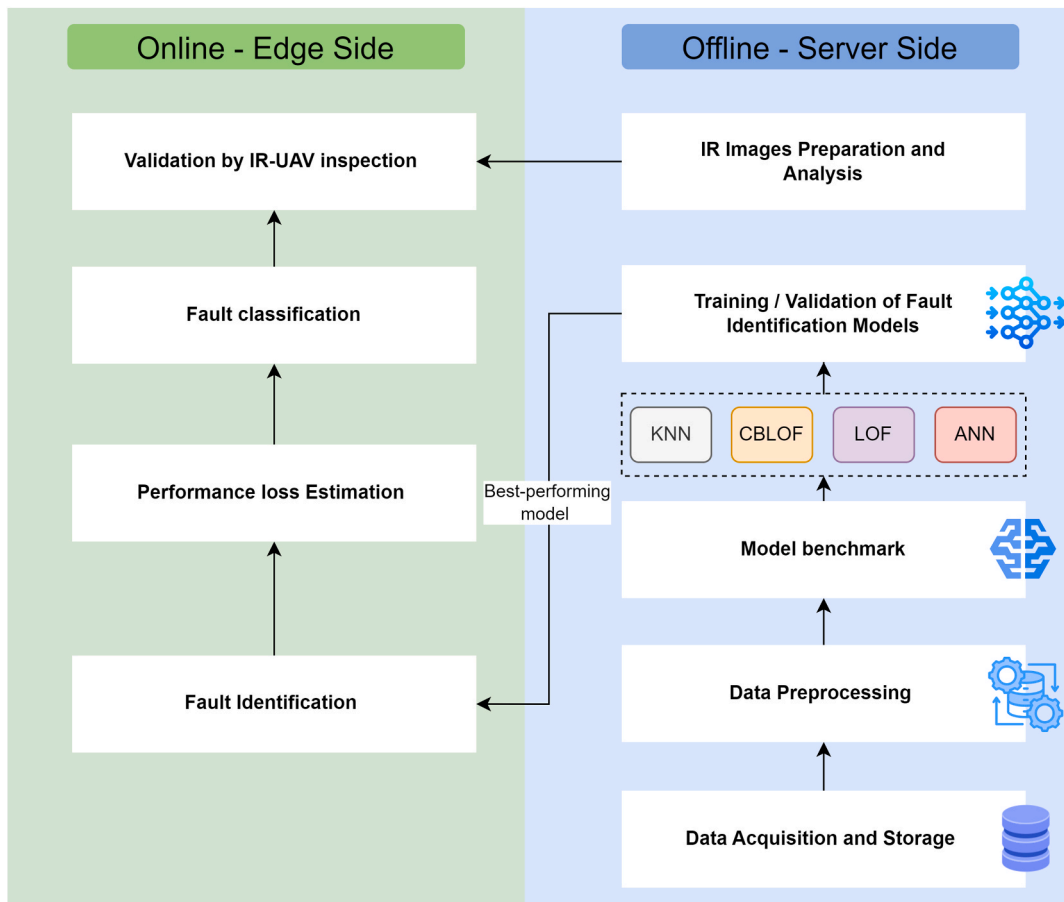 Online - Edge Side
Validation by IR-UAV inspection
Fault classification
Performance loss Estimation
Fault Identification
Best-performing
model
Offline - Server Side
IR Images Preparation and
Analysis
Training / Validation of Fault
Identification Models
KNN
CBLOF
LOF
ANN
Model benchmark
Data Preprocessing
Data Acquisition and Storage